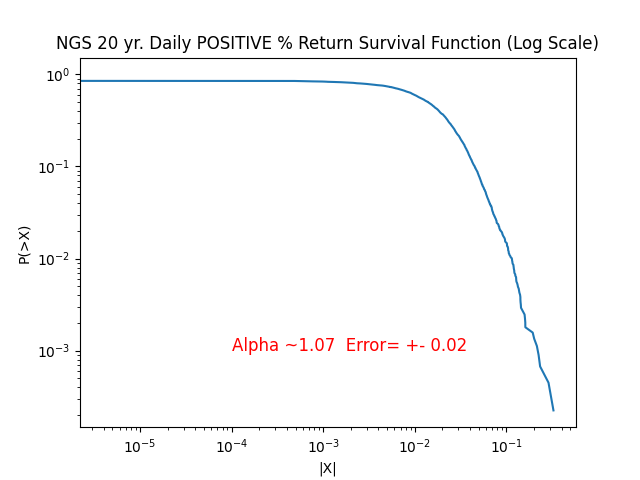 NGS 20 yr. Daily POSITIVE % Return Survival Function (Log Scale)
10⁰
10⁻¹
10⁻²
10⁻³
P(>X)
Alpha ~1.07  Error= +- 0.02
10⁻⁵ 10⁻⁴ 10⁻³ 10⁻² 10⁻¹
|X|